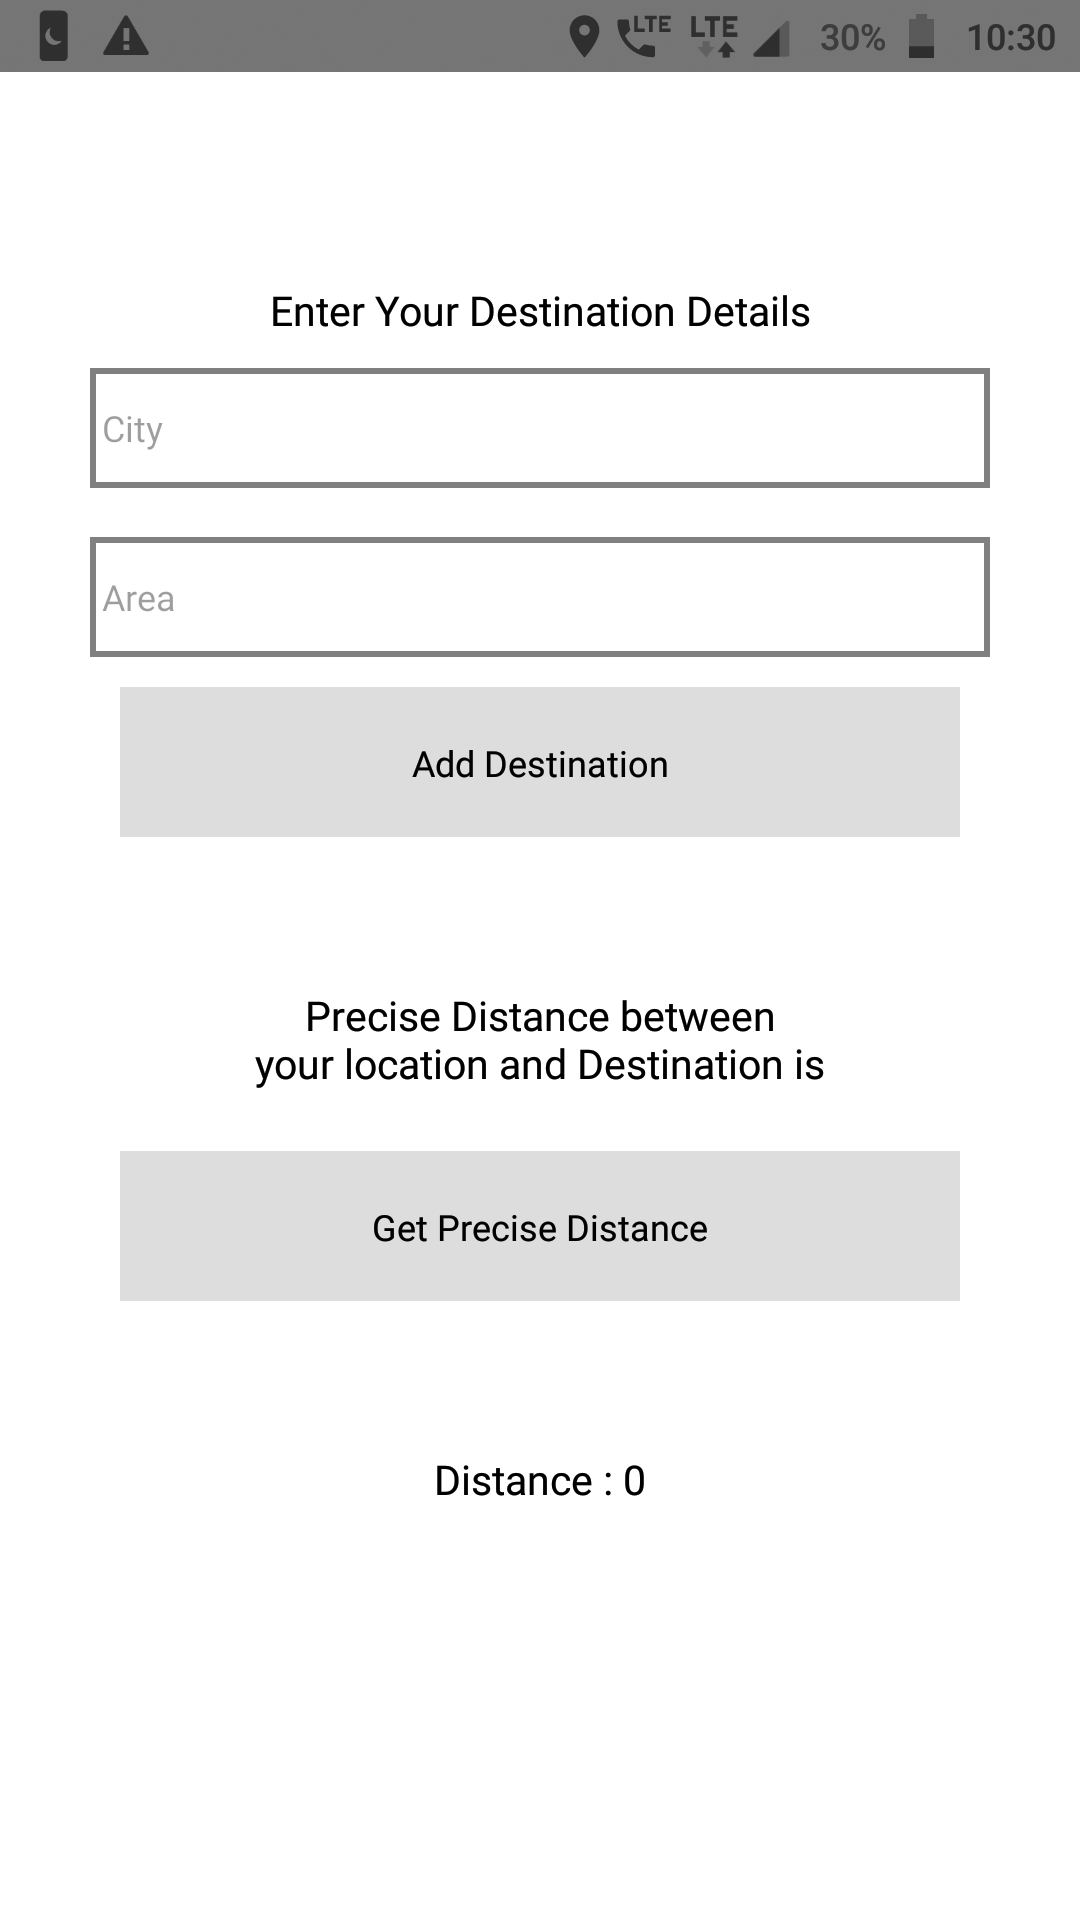 LTE LTE 30% 10:30
Enter Your Destination Details
City
Area
Add Destination
Precise Distance between
your location and Destination is
Get Precise Distance
Distance : 0